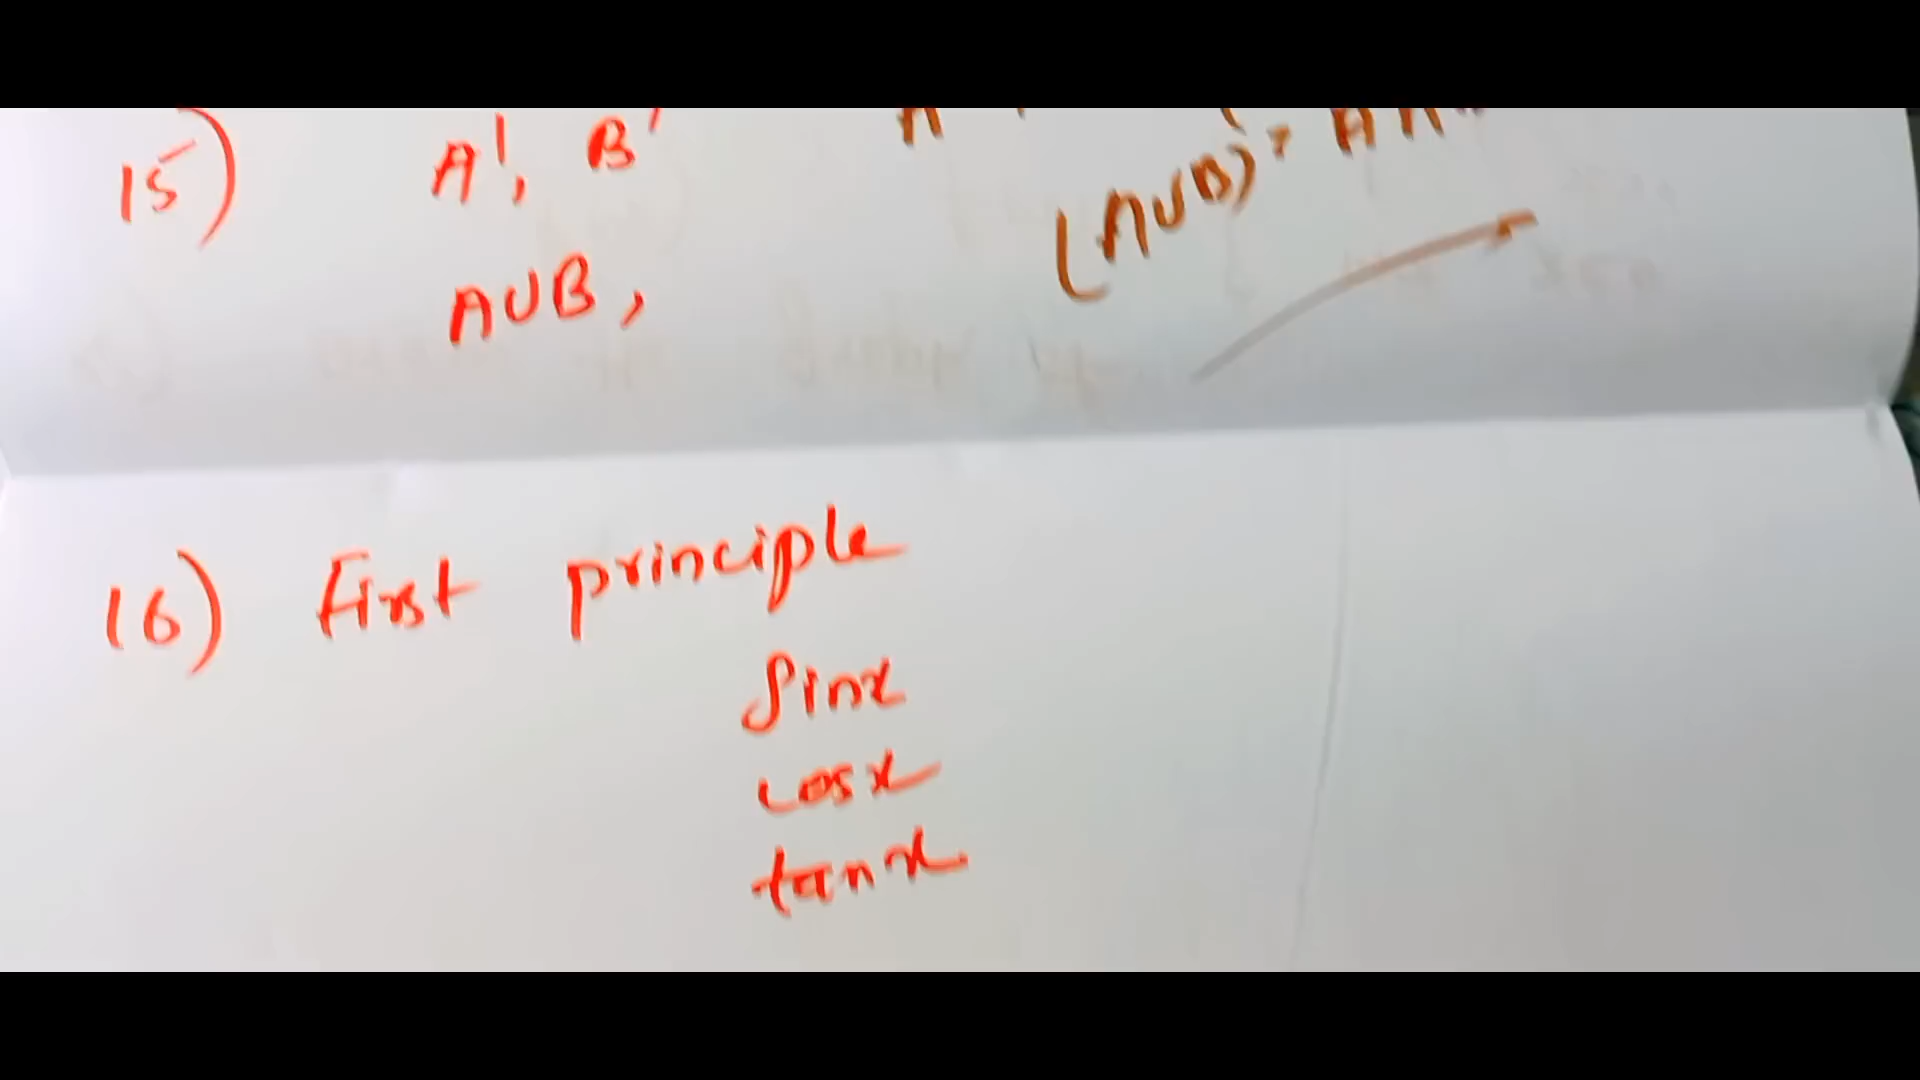 15) A', B'
(AUB)' =
AUB,
16) First principle
sinx
cosx
tanx